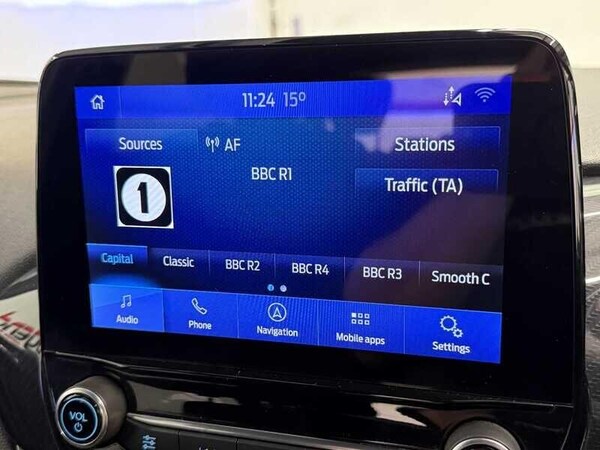 11:24 15°
Sources
AF
Stations
BBC R1
1
Traffic (TA)
Capital
Classic
BBC R2
BBC R4
BBC R3
Smooth C
Audio
Phone
Navigation
Mobile apps
Settings
VOL